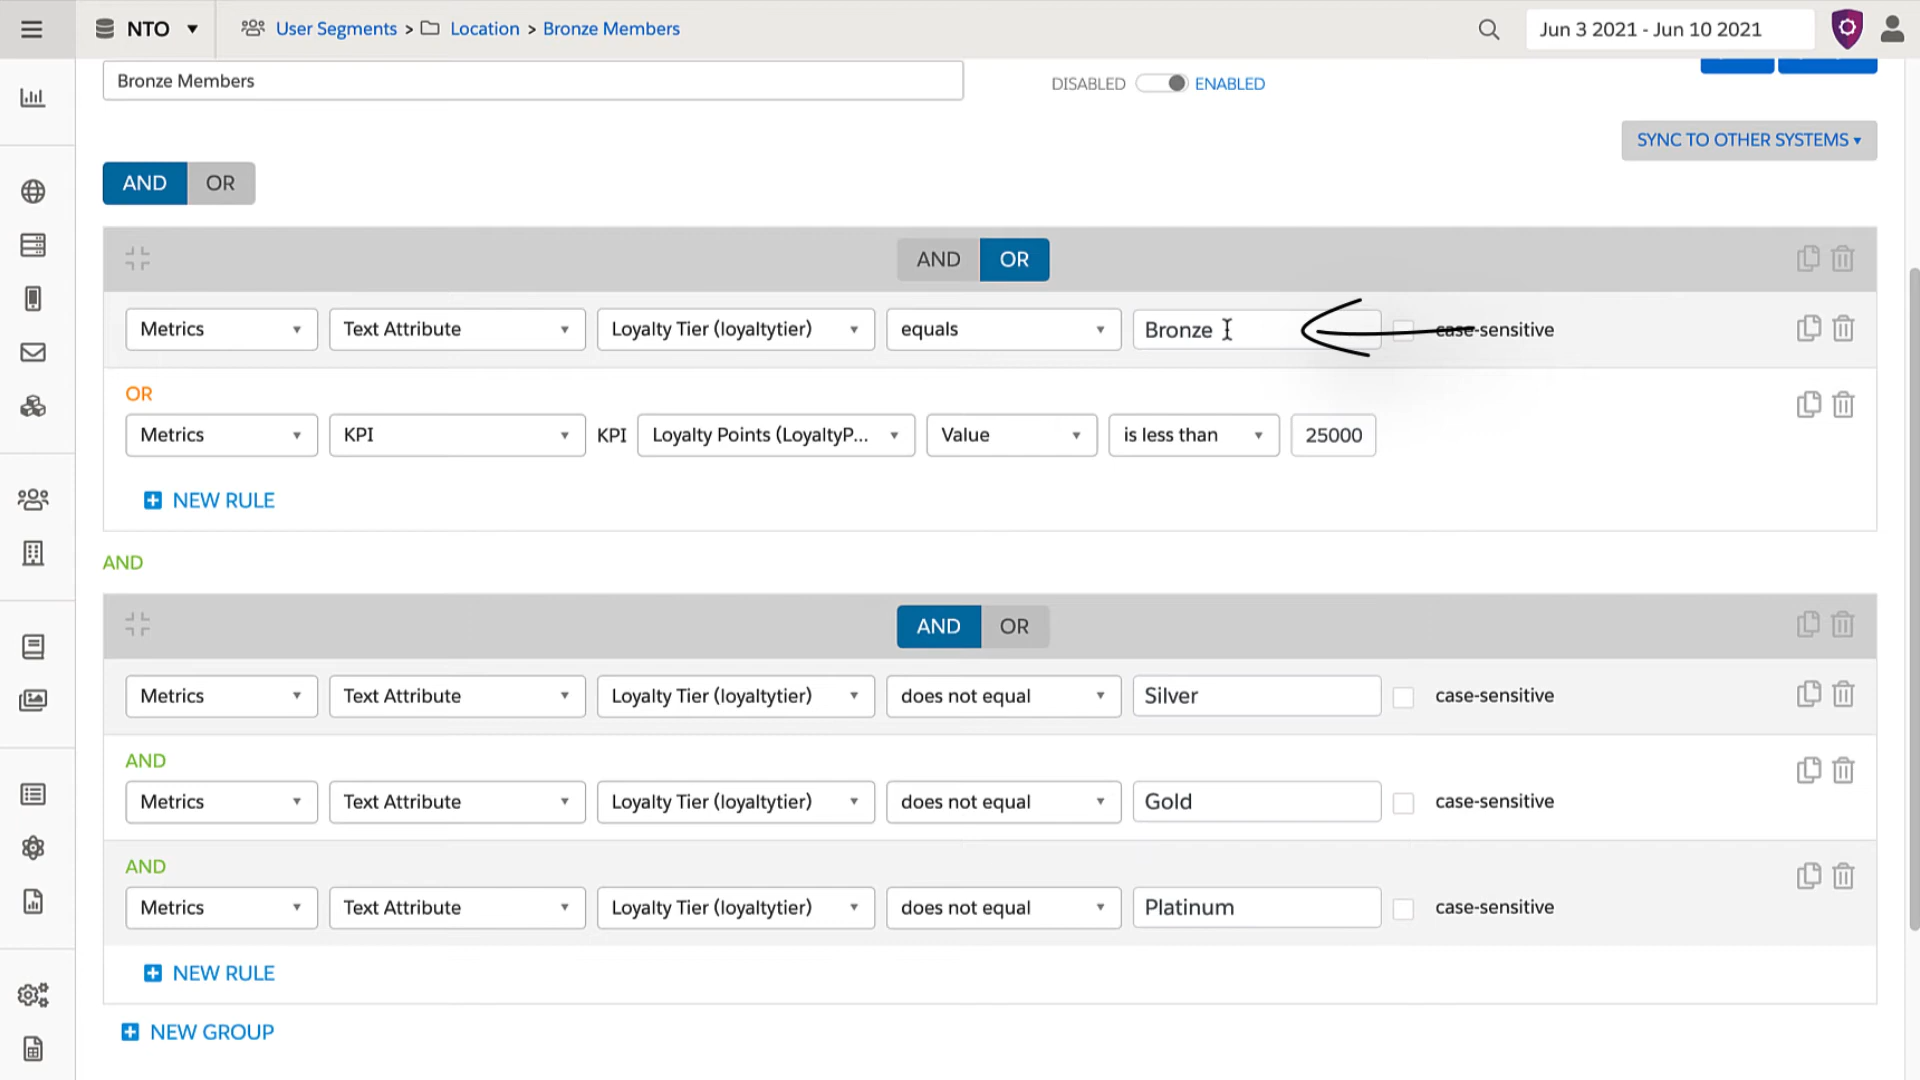 NTO User Segments > Location > Bronze Members Jun 3 2021 - Jun 10 2021
Bronze Members DISABLED ENABLED
SYNC TO OTHER SYSTEMS
AND OR
AND OR
Metrics Text Attribute Loyalty Tier (loyaltytier) equals Bronze case-sensitive
OR
Metrics KPI KPI Loyalty Points (LoyaltyP... Value is less than 25000
NEW RULE
AND
AND OR
Metrics Text Attribute Loyalty Tier (loyaltytier) does not equal Silver case-sensitive
AND
Metrics Text Attribute Loyalty Tier (loyaltytier) does not equal Gold case-sensitive
AND
Metrics Text Attribute Loyalty Tier (loyaltytier) does not equal Platinum case-sensitive
NEW RULE
NEW GROUP